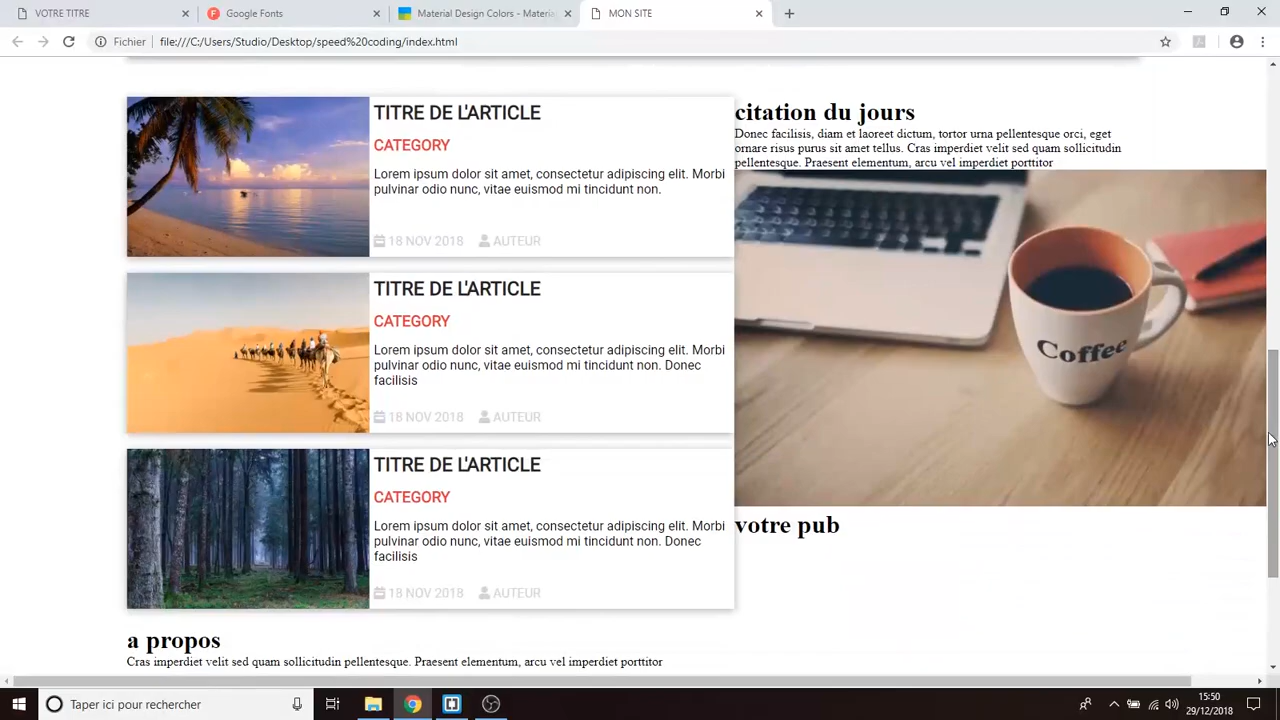 VOTRE TITRE
Google Fonts
Material Design Colors - Materia
MON SITE
Fichier
file:///C:/Users/Studio/Desktop/speed%20coding/index.html
TITRE DE L'ARTICLE
CATEGORY
Lorem ipsum dolor sit amet, consectetur adipiscing elit. Morbi
pulvinar odio nunc, vitae euismod mi tincidunt non.
18 NOV 2018 AUTEUR
TITRE DE L'ARTICLE
CATEGORY
Lorem ipsum dolor sit amet, consectetur adipiscing elit. Morbi
pulvinar odio nunc, vitae euismod mi tincidunt non. Donec
facilisis
18 NOV 2018 AUTEUR
TITRE DE L'ARTICLE
CATEGORY
Lorem ipsum dolor sit amet, consectetur adipiscing elit. Morbi
pulvinar odio nunc, vitae euismod mi tincidunt non. Donec
facilisis
18 NOV 2018 AUTEUR
citation du jours
Donec facilisis, diam et laoreet dictum, tortor urna pellentesque orci, eget
ornare risus purus sit amet tellus. Cras imperdiet velit sed quam sollicitudin
pellentesque. Praesent elementum, arcu vel imperdiet porttitor
Coffee
votre pub
a propos
Cras imperdiet velit sed quam sollicitudin pellentesque. Praesent elementum, arcu vel imperdiet porttitor
Taper ici pour rechercher
15:50
29/12/2018